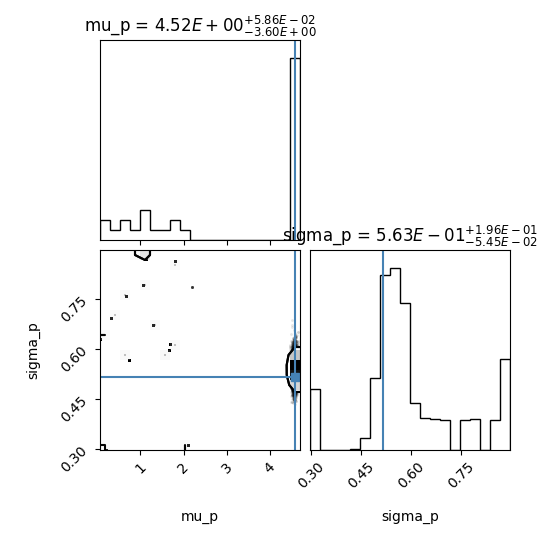 mu_p = 4.52E + 00+5.86E − 02 −3.60E + 00
sigma_p = 5.63E − 01+1.96E − 01 −5.45E − 02
sigma_p
0.75
0.60
0.45
0.30
1 2 3 4
mu_p
0.30 0.45 0.60 0.75
sigma_p